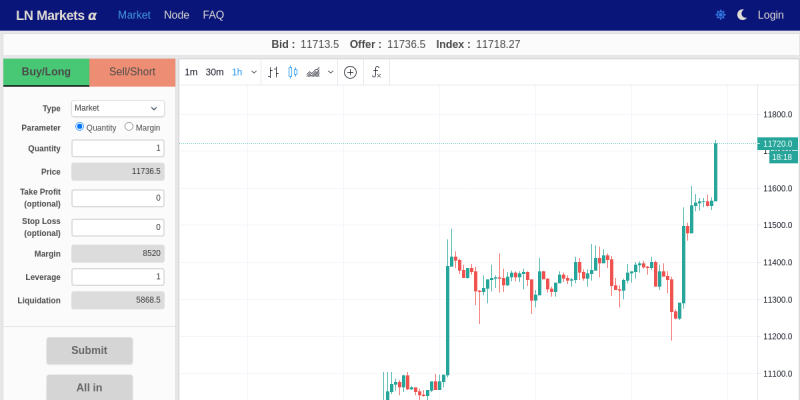 LN Markets α Market Node FAQ Login
Bid : 11713.5 Offer : 11736.5 Index : 11718.27
Buy/Long Sell/Short
1m 30m 1h
Type Market
Parameter Quantity Margin
Quantity 1
Price 11736.5
Take Profit (optional) 0
Stop Loss (optional) 0
Margin 8520
Leverage 1
Liquidation 5868.5
Submit
All in
11800.0
11720.0
18:18
11600.0
11500.0
11400.0
11300.0
11200.0
11100.0